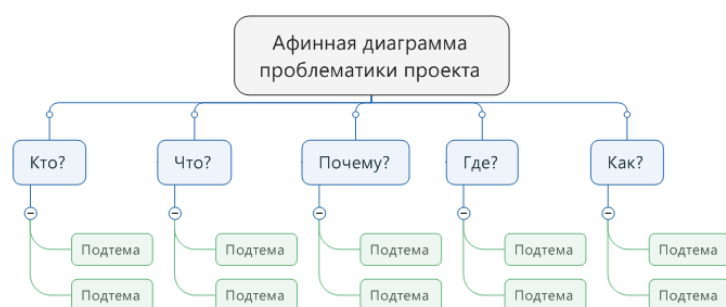 Афинная диаграмма
проблематики проекта
Кто?
Что?
Почему?
Где?
Как?
Подтема
Подтема
Подтема
Подтема
Подтема
Подтема
Подтема
Подтема
Подтема
Подтема